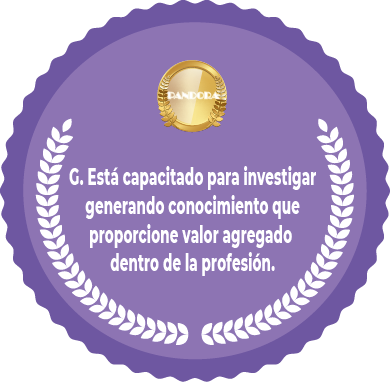 PANDORA
G. Está capacitado para investigar
generando conocimiento que
proporcione valor agregado
dentro de la profesión.